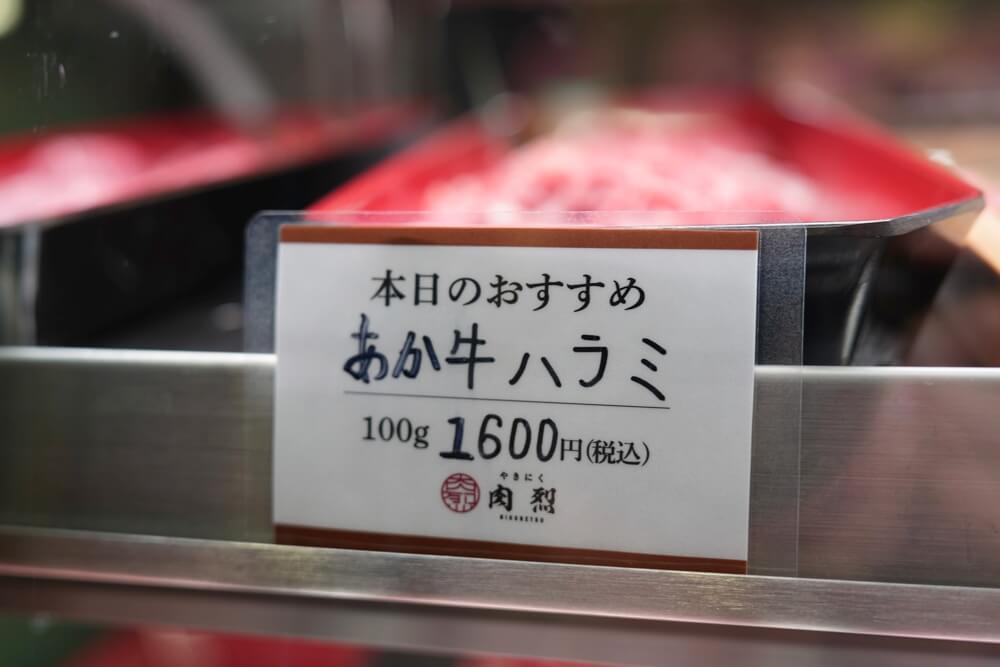 本日のおすすめ
あか牛ハラミ
100g 1600円(税込)
やきにく
肉烈
NIKURETSU